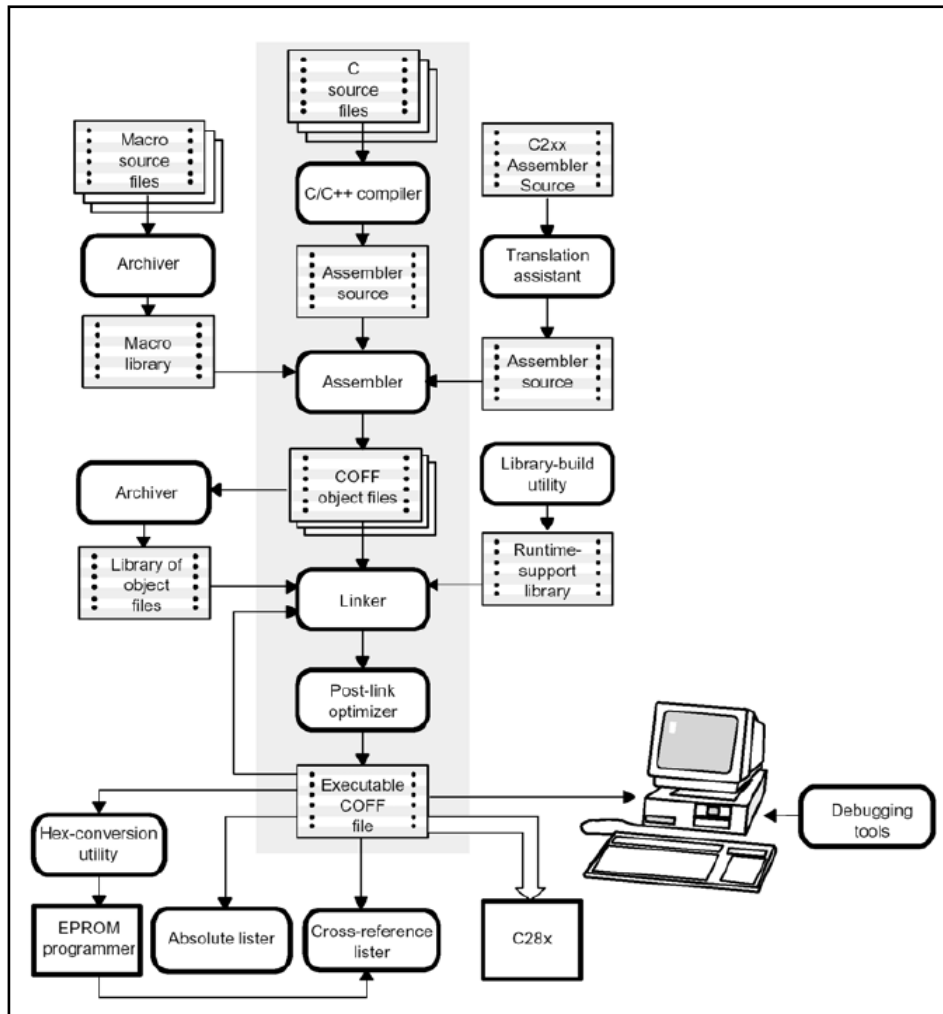 C
source
files
Macro
source
files
C2xx
Assembler
Source
C/C++ compiler
Archiver
Translation
assistant
Assembler
source
Macro
library
Assembler
source
Assembler
COFF
object files
Archiver
Library-build
utility
Library of
object
files
Runtime-
support
library
Linker
Post-link
optimizer
Executable
COFF
file
Debugging
tools
Hex-conversion
utility
EPROM
programmer
Absolute lister
Cross-reference
lister
C28x